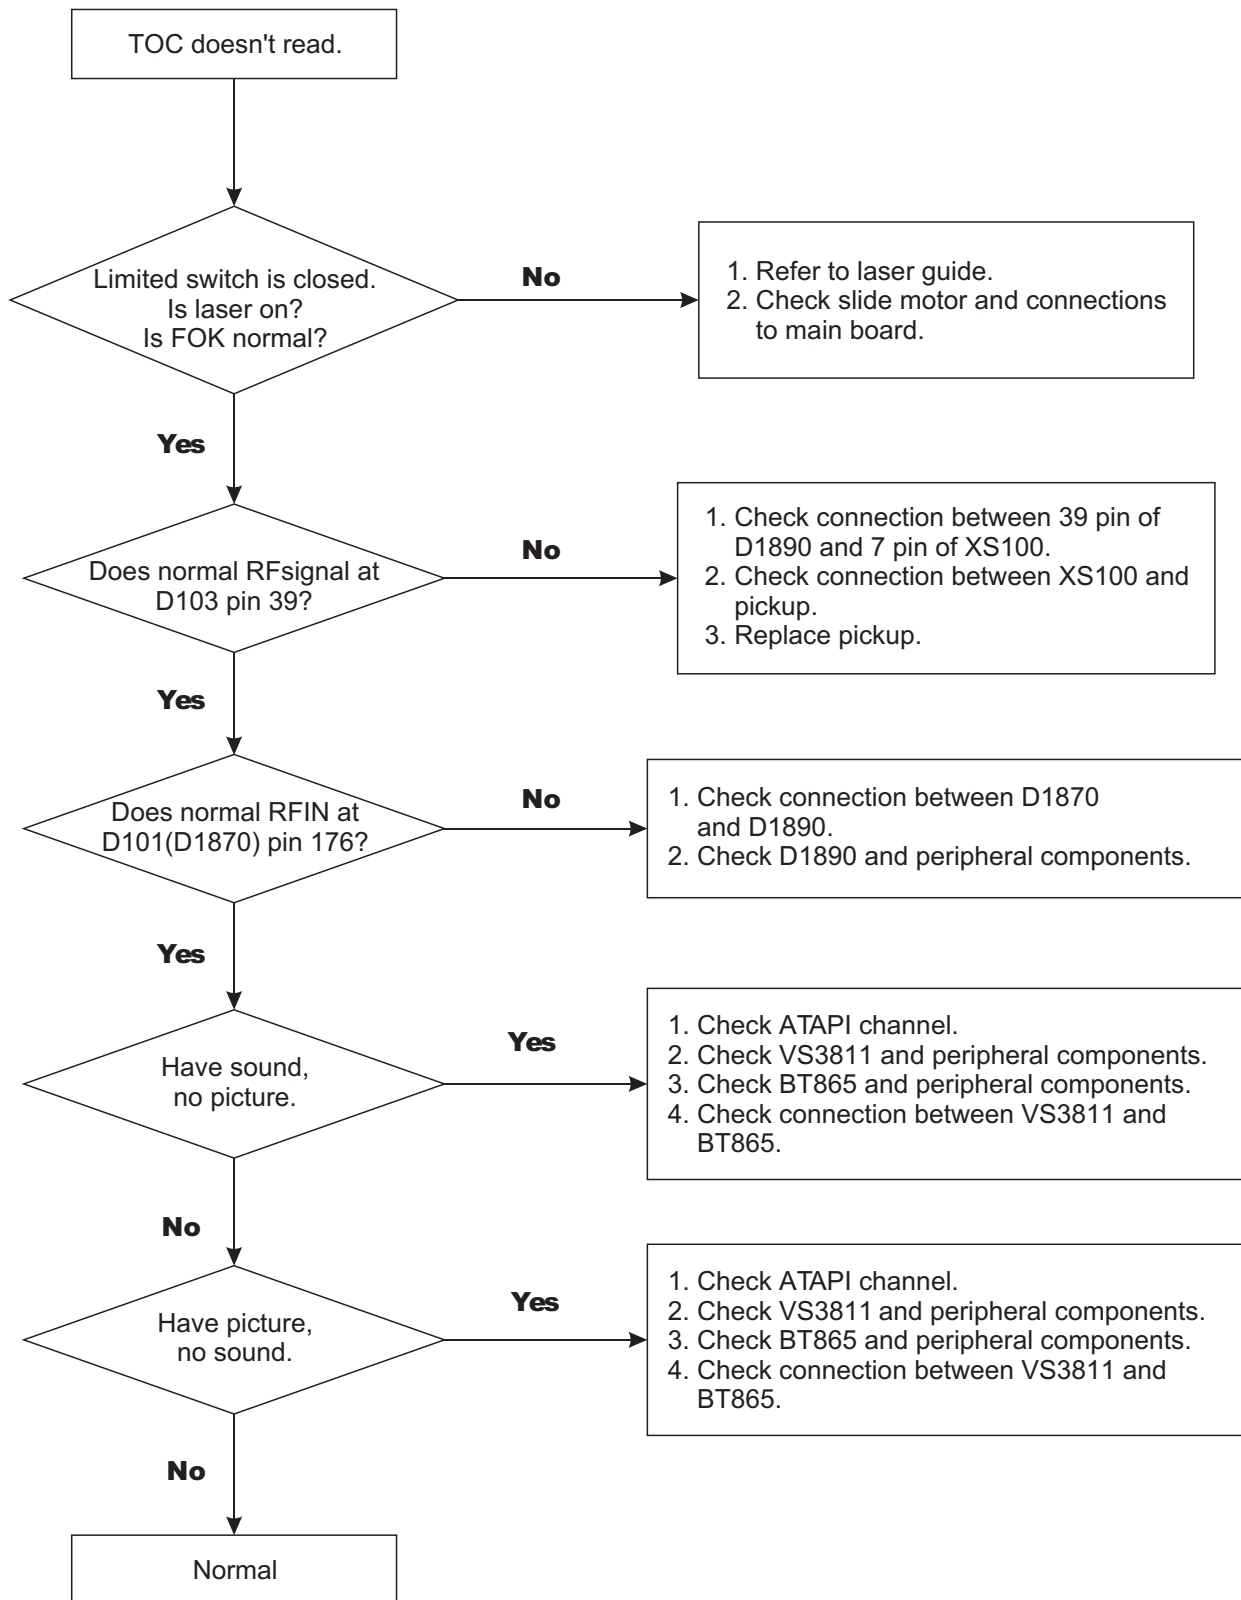 TOC doesn't read.
Limited switch is closed.
Is laser on?
Is FOK normal?
No
1. Refer to laser guide.
2. Check slide motor and connections
to main board.
Yes
Does normal RFsignal at
D103 pin 39?
No
1. Check connection between 39 pin of
D1890 and 7 pin of XS100.
2. Check connection between XS100 and
pickup.
3. Replace pickup.
Yes
Does normal RFIN at
D101(D1870) pin 176?
No
1. Check connection between D1870
and D1890.
2. Check D1890 and peripheral components.
Yes
Have sound,
no picture.
Yes
1. Check ATAPI channel.
2. Check VS3811 and peripheral components.
3. Check BT865 and peripheral components.
4. Check connection between VS3811 and
BT865.
No
Have picture,
no sound.
Yes
1. Check ATAPI channel.
2. Check VS3811 and peripheral components.
3. Check BT865 and peripheral components.
4. Check connection between VS3811 and
BT865.
No
Normal